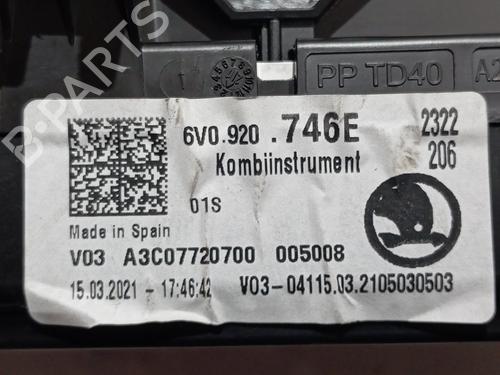 PP TD40
A2
6V0.920 .746E
2322
206
Kombiinstrument
01S
Made in Spain
V03 A3C07720700 005008
15.03.2021 - 17:46:42 V03-04115.03.2105030503
B-PARTS